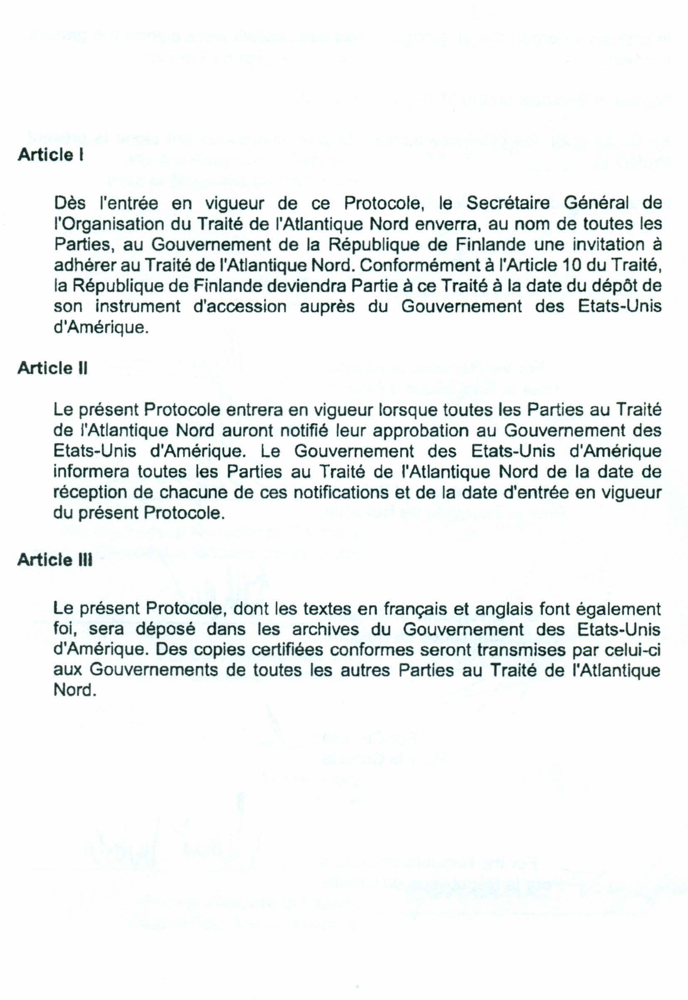 Article I
Dès l'entrée en vigueur de ce Protocole, le Secrétaire Général de
l'Organisation du Traité de l'Atlantique Nord enverra, au nom de toutes les
Parties, au Gouvernement de la République de Finlande une invitation à
adhérer au Traité de l'Atlantique Nord. Conformément à l'Article 10 du Traité,
la République de Finlande deviendra Partie à ce Traité à la date du dépôt de
son instrument d'accession auprès du Gouvernement des Etats-Unis
d'Amérique.
Article II
Le présent Protocole entrera en vigueur lorsque toutes les Parties au Traité
de l'Atlantique Nord auront notifié leur approbation au Gouvernement des
Etats-Unis d'Amérique. Le Gouvernement des Etats-Unis d'Amérique
informera toutes les Parties au Traité de l'Atlantique Nord de la date de
réception de chacune de ces notifications et de la date d'entrée en vigueur
du présent Protocole.
Article III
Le présent Protocole, dont les textes en français et anglais font également
foi, sera déposé dans les archives du Gouvernement des Etats-Unis
d'Amérique. Des copies certifiées conformes seront transmises par celui-ci
aux Gouvernements de toutes les autres Parties au Traité de l'Atlantique
Nord.